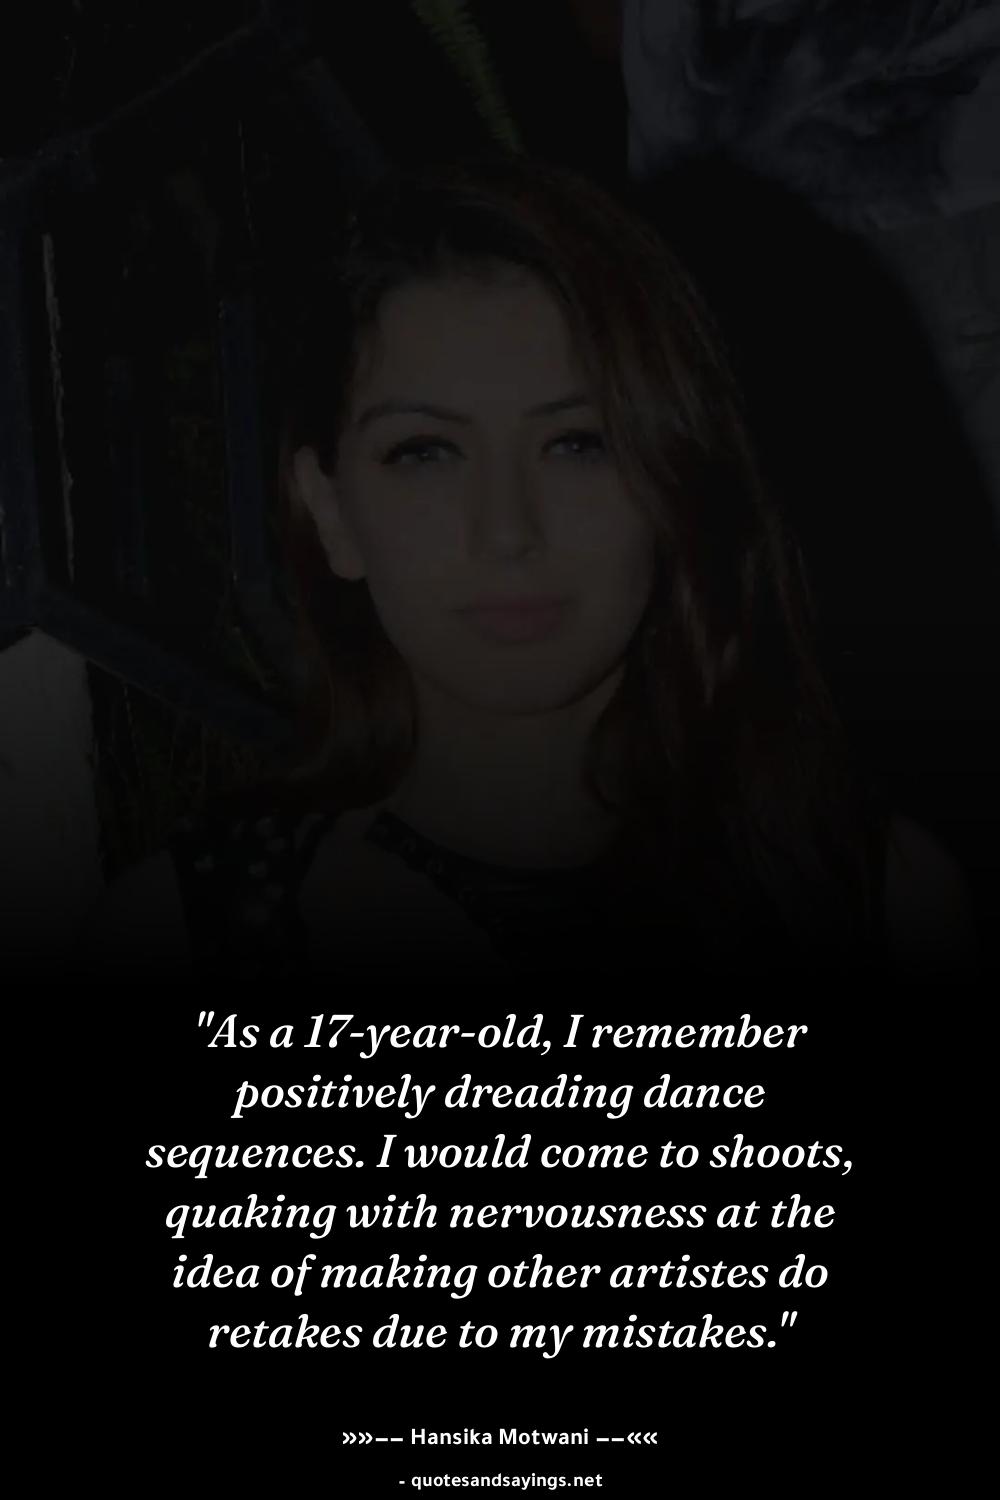 "As a 17-year-old, I remember
positively dreading dance
sequences. I would come to shoots,
quaking with nervousness at the
idea of making other artistes do
retakes due to my mistakes."
»»–– Hansika Motwani ––««
- quotesandsayings.net